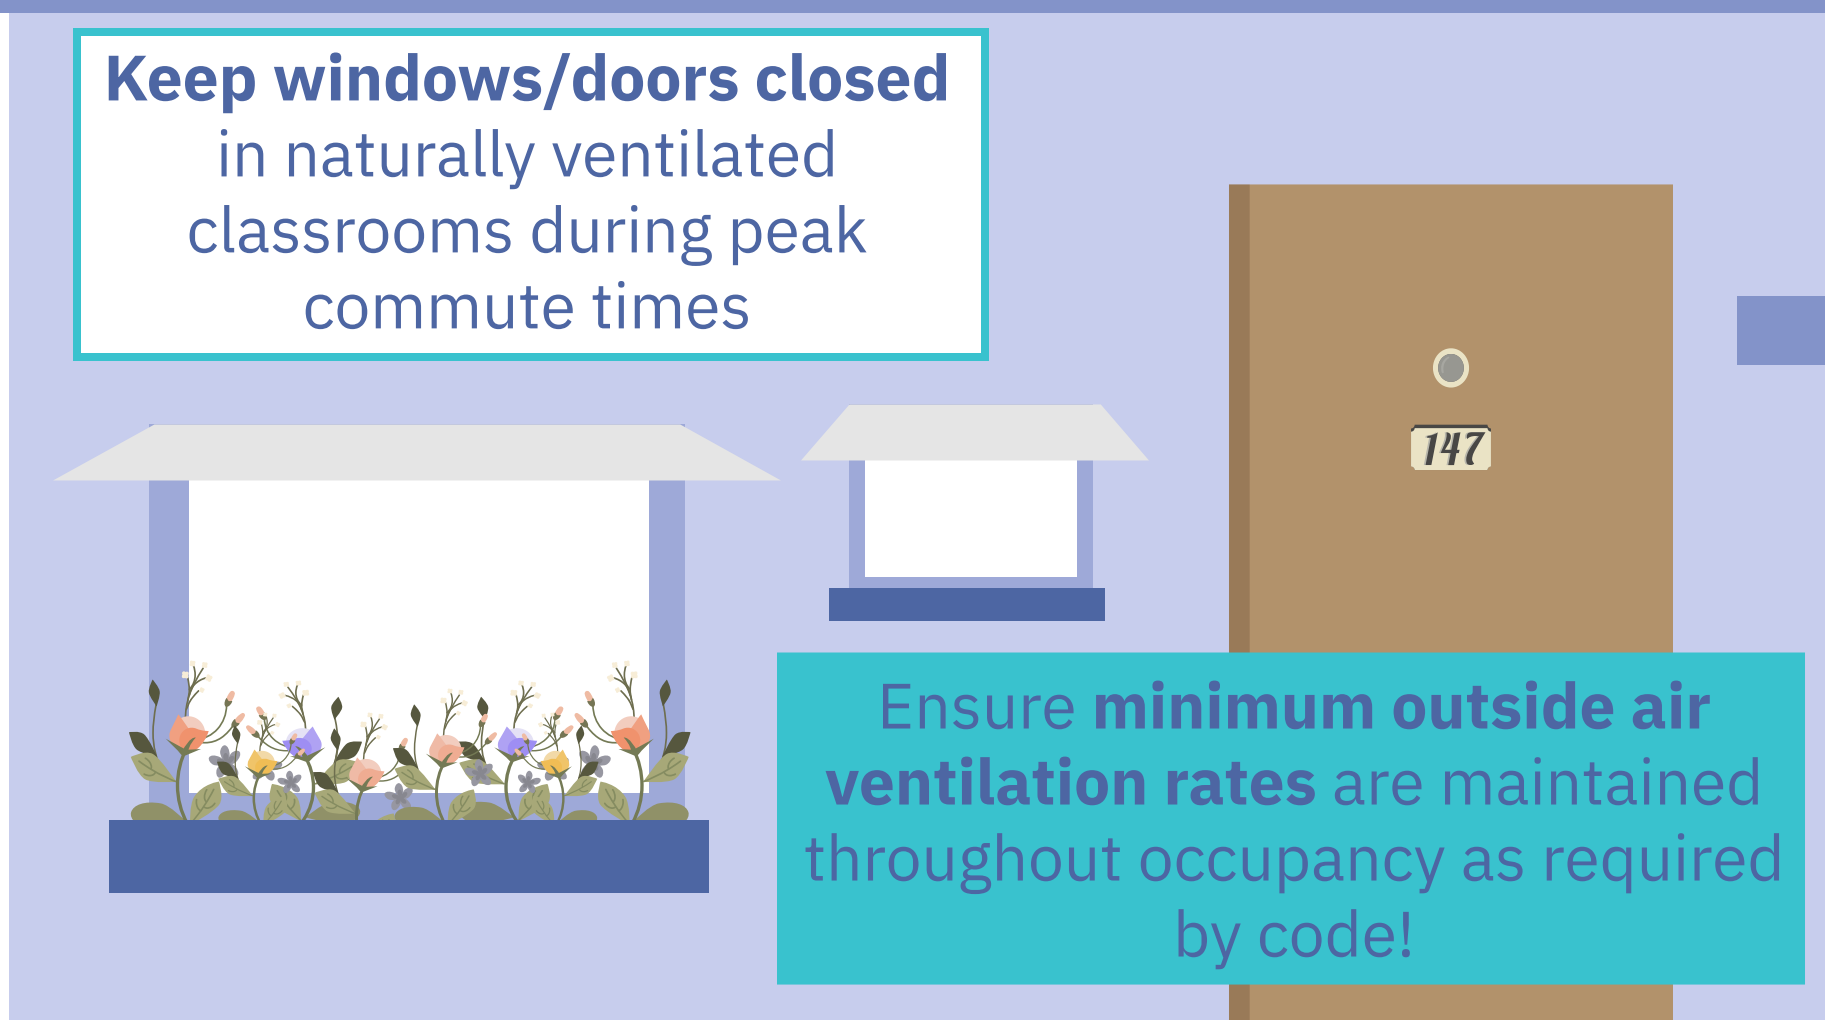 Keep windows/doors closed
in naturally ventilated
classrooms during peak
commute times
147
Ensure minimum outside air
ventilation rates are maintained
throughout occupancy as required
by code!